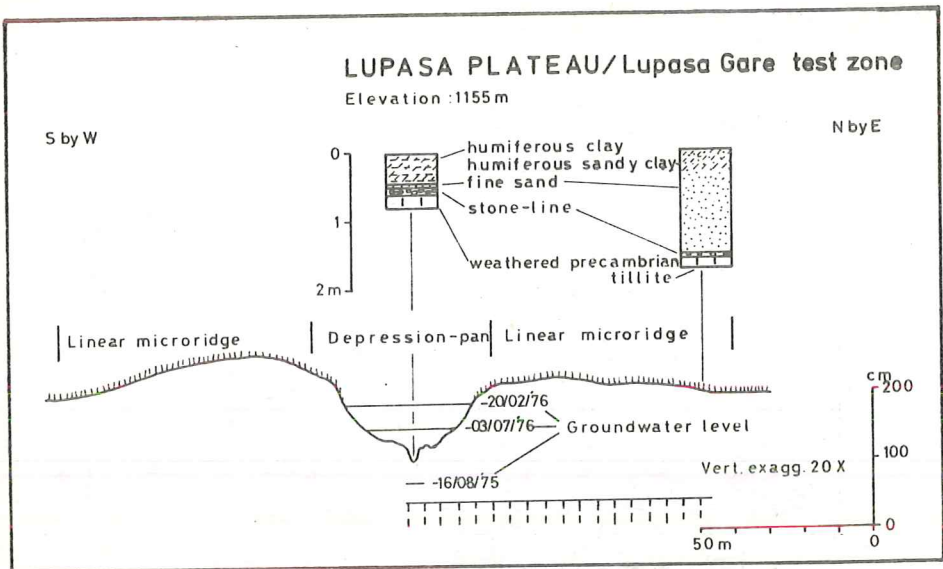 LUPASA PLATEAU/Lupasa Gare test zone
Elevation :1155 m
S by W
N by E
0
1
2 m
humiferous clay
humiferous sandy clay
fine sand
stone-line
weathered precambrian
tillite
Linear microridge
Depression-pan
Linear microridge
cm
200
100
0
-20/02/'76
-03/07/'76
Groundwater level
-16/08/'75
Vert. exagg. 20 X
50 m
0